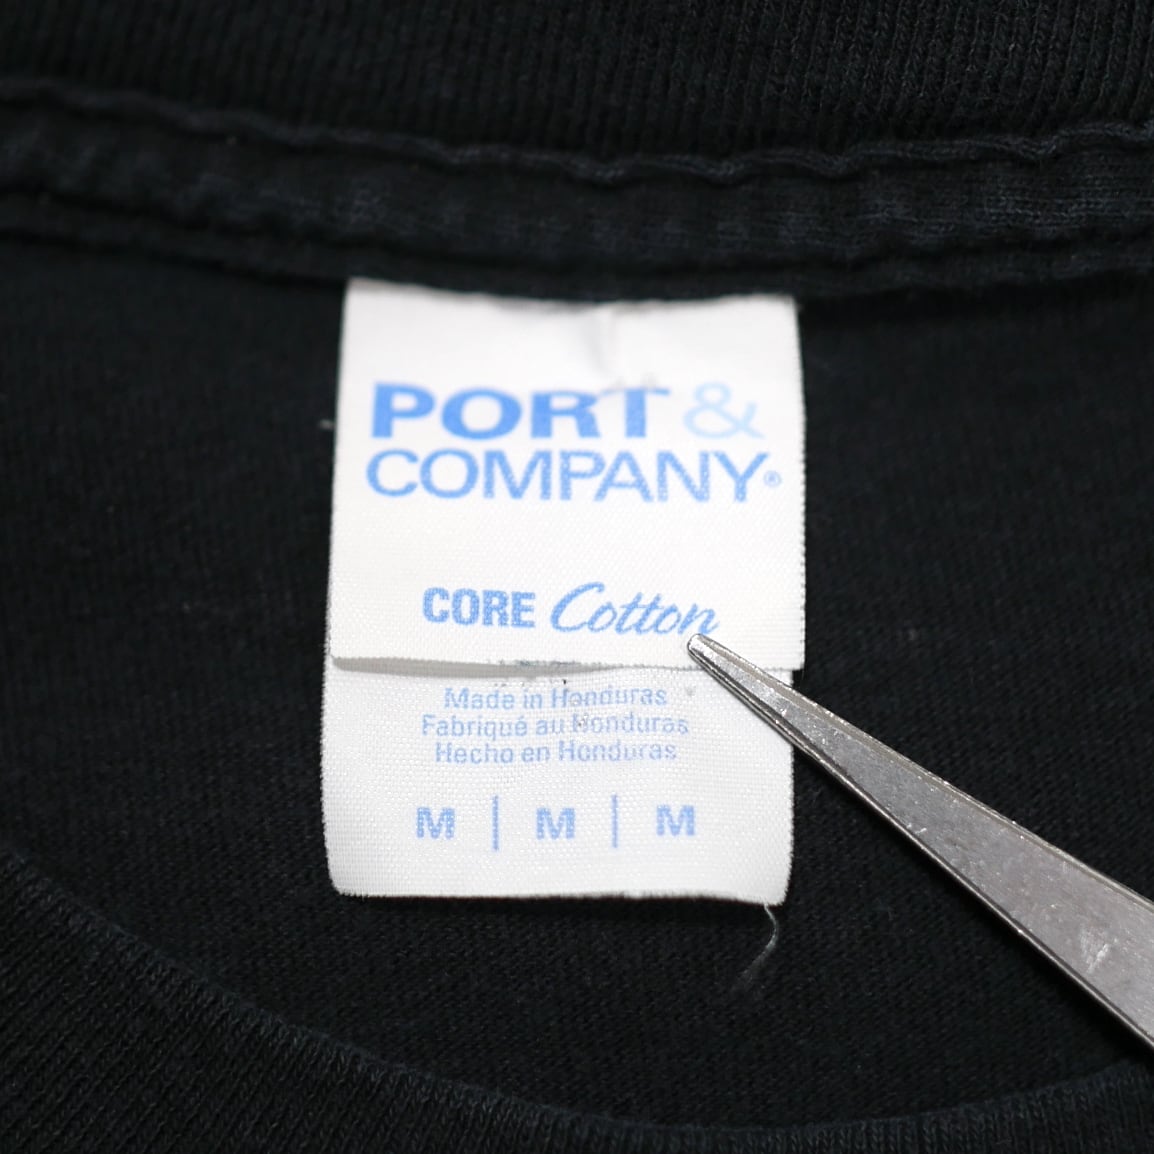 PORT &
COMPANY®
CORE Cotton
Made in Honduras
Fabriqué au Honduras
Hecho en Honduras
M | M | M